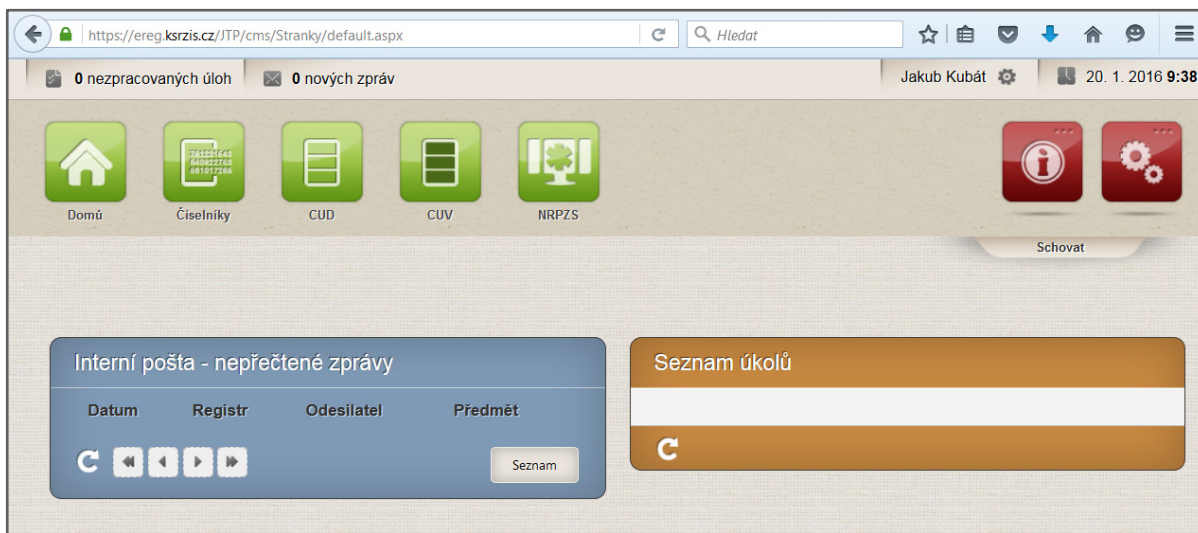 https://ereg.ksrzis.cz/JTP/cms/Stranky/default.aspx
Hledat
0 nezpracovaných úloh
0 nových zpráv
Jakub Kubát
20. 1. 2016 9:38
Domů
Číselníky
CUD
CUV
NRPZS
Schovat
Interní pošta - nepřečtené zprávy
Datum Registr Odesílatel Předmět
Seznam
Seznam úkolů